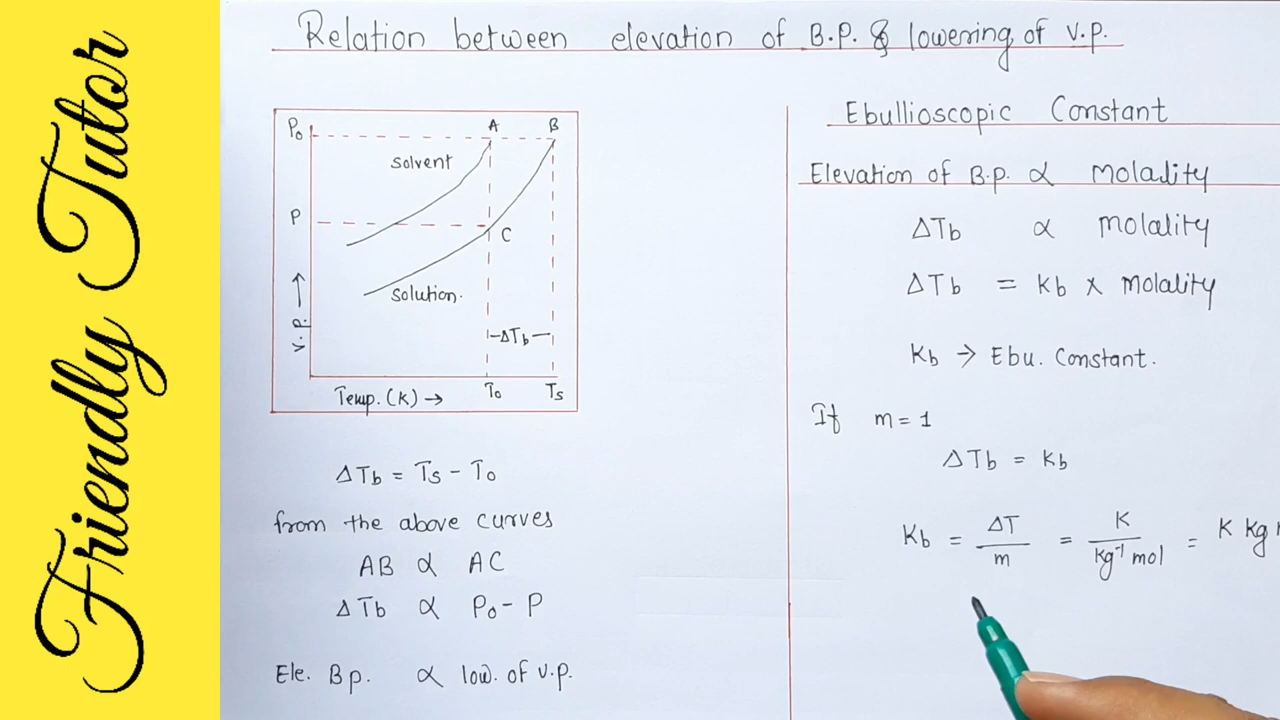 Friendly Tutor
Relation between elevation of B.P. & lowering of V.P.
P₀
A
B
solvent
P
C
solution.
V.P. →
-ΔTb-
Temp. (K) →
T₀
Ts
ΔTb = Ts - T₀
from the above curves
AB ∝ AC
ΔTb ∝ P₀ - P
Ele. Bp. ∝ low. of v.p.
Ebullioscopic Constant
Elevation of B.p. ∝ molality
ΔTb ∝ molality
ΔTb = Kb × molality
Kb → Ebu. Constant.
If m = 1
ΔTb = Kb
Kb = ΔT/m = K/Kg⁻¹ mol = K Kg